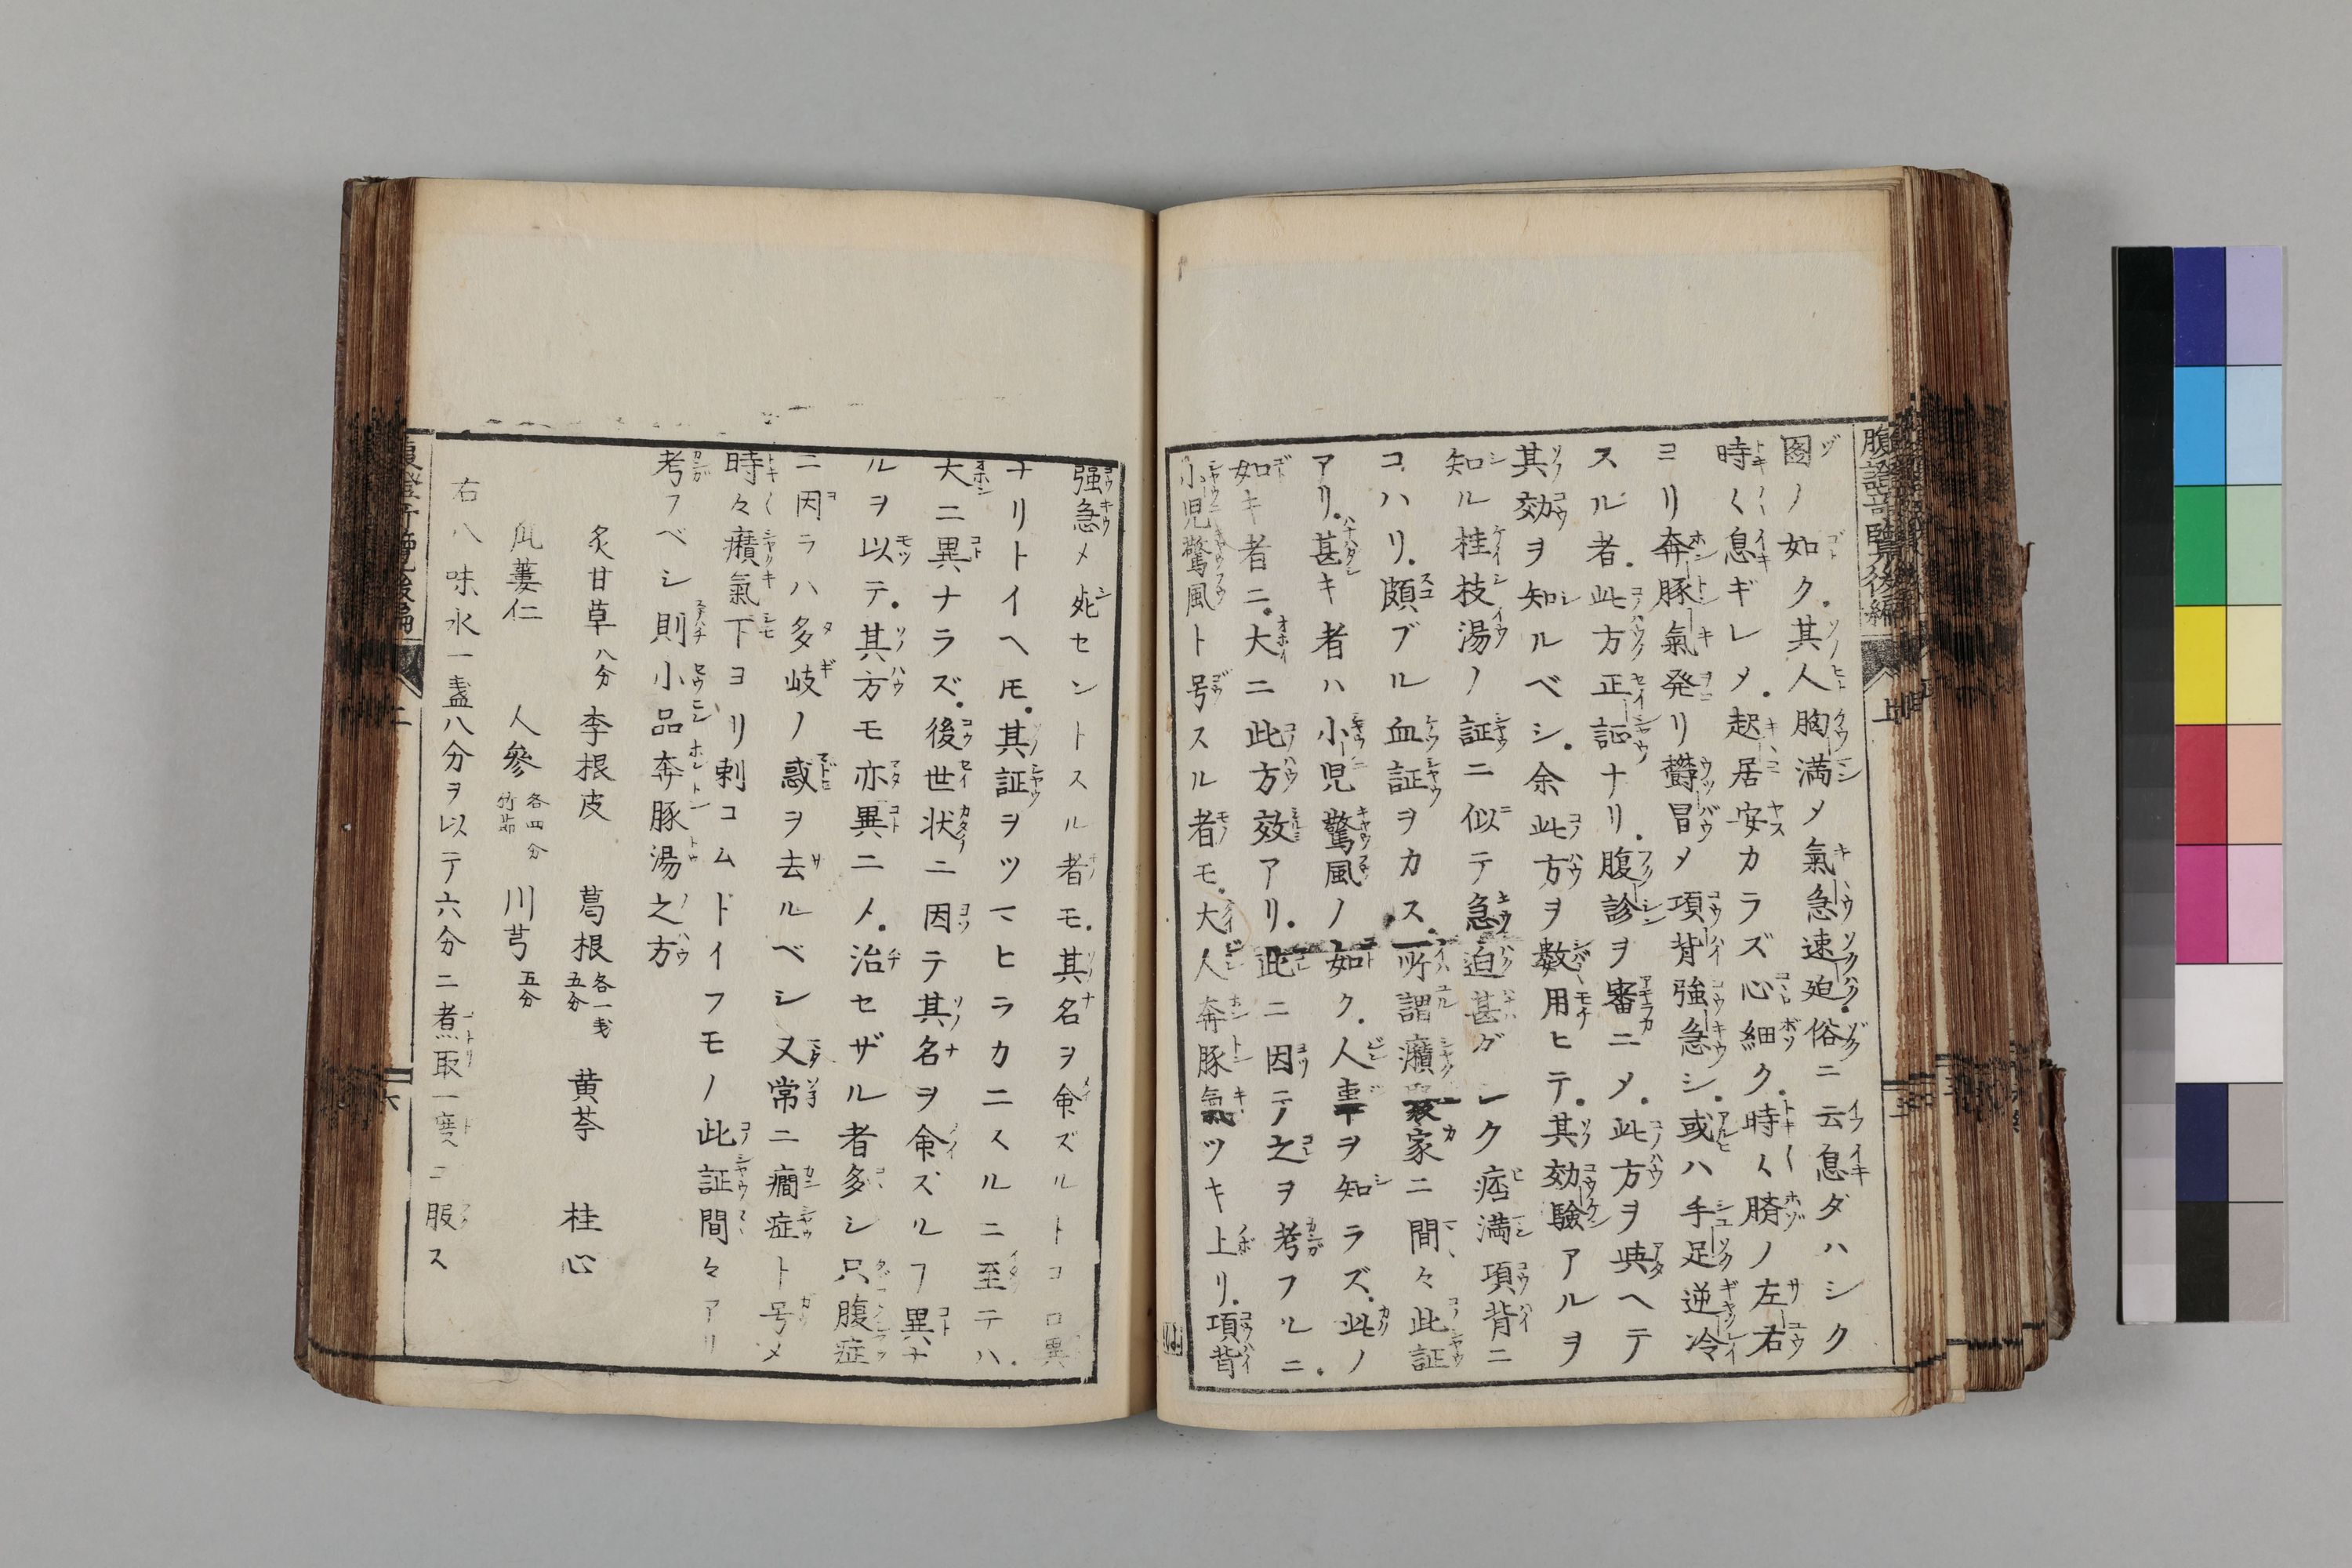 腹證奇覽後編
上
圖ノ如ク其人胸満メ氣急速廹俗ニ云息ダハシク
時〱息ギレメ起居安カラズ心細ク時〱臍ノ左右
ヨリ奔豚氣発リ欝冒メ項背強急シ或ハ手足逆冷
スル者此方正證ナリ腹診ヲ審ニメ此方ヲ與ヘテ
其効ヲ知ルベシ余此方ヲ数用ヒテ其効驗アルヲ
知ル桂枝湯ノ証ニ似テ急迫甚ダシク痞満項背ニ
コハリ頗ブル血証ヲカス所謂癪家ニ間々此証
アリ甚キ者ハ小児驚風ノ如ク人事ヲ知ラズ此ノ
如キ者ニ大ニ此方效アリ此ニ因テ之ヲ考フルニ
小児驚風ト号スル者モ大人奔豚氣ツキ上リ項背
强急メ死セントスル者モ其名ヲ命ズルトコロ異
ナリトイヘ𪜈其証ヲツマヒラカニスルニ至テハ
大ニ異ナラズ後世状ニ因テ其名ヲ命ズルフ異ナ
ルヲ以テ其方モ亦異ニメ治セザル者多シ只腹症
ニ因ラハ多岐ノ惑ヲ去ルベシ又常ニ癇症ト号メ
時々癪氣下ヨリ刺コムドイフモノ此証間々アリ
考フベシ則小品奔豚湯之方
炙甘草八分 李根皮 葛根各一戔五分 黄芩 桂心
瓜蔞仁 人參各四分 川芎五分
右八味水一盞八分ヲ以テ六分ニ煮取一度ニ服ス